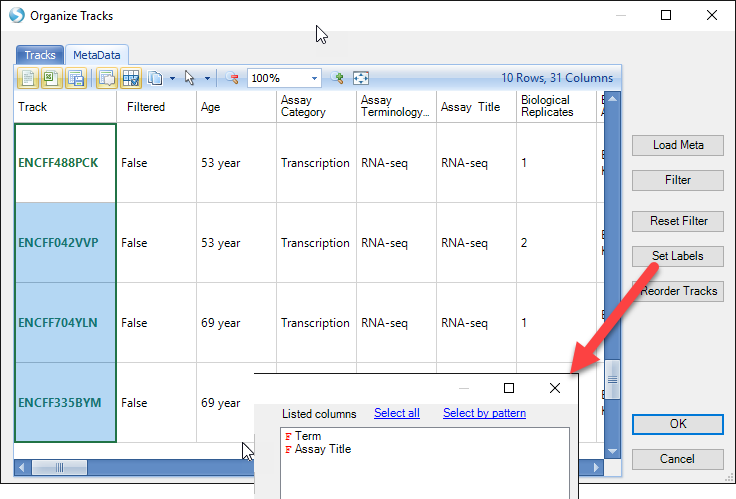 Organize Tracks
Tracks MetaData
100% 10 Rows, 31 Columns
Track Filtered Age Assay Category Assay Terminology... Assay Title Biological Replicates
ENCFF488PCK False 53 year Transcription RNA-seq RNA-seq 1
ENCFF042VVP False 53 year Transcription RNA-seq RNA-seq 2
ENCFF704YLN False 69 year Transcription RNA-seq RNA-seq 1
ENCFF335BYM False 69 year
Load Meta
Filter
Reset Filter
Set Labels
Reorder Tracks
OK
Cancel
Listed columns Select all Select by pattern
Term
Assay Title